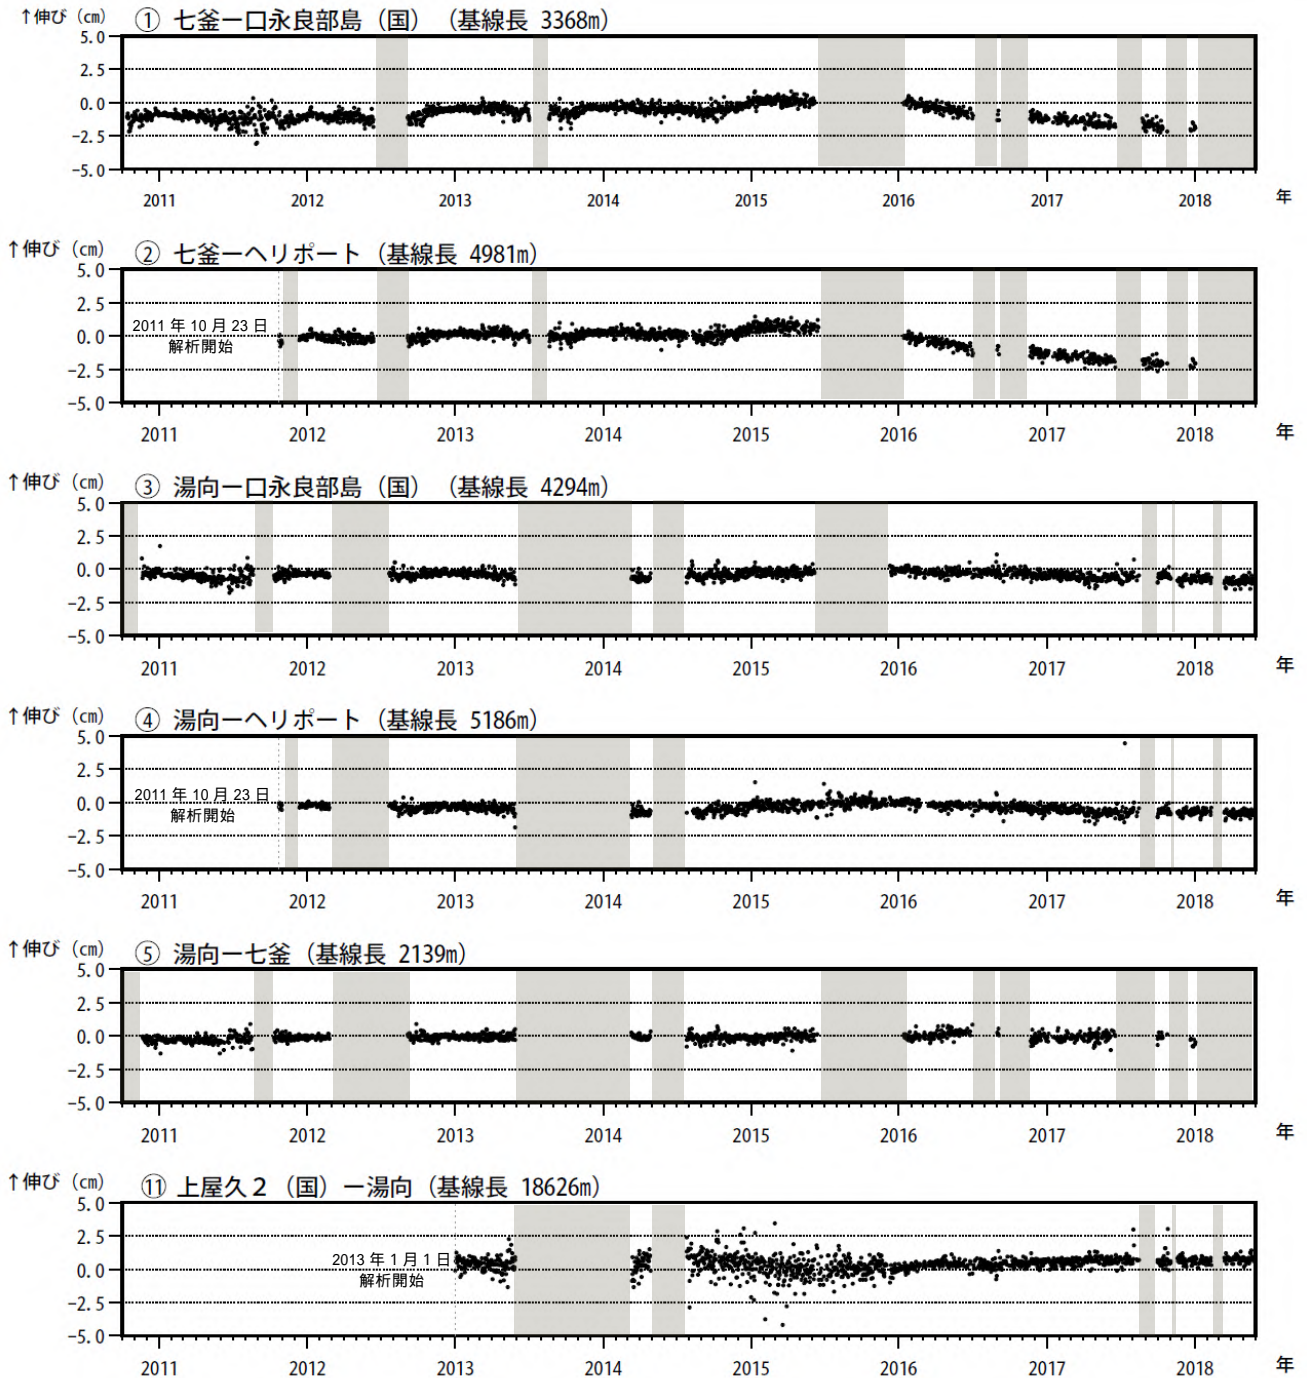 ↑伸び（㎝） ① 七釜ー口永良部島（国）（基線長 3368m）
5.0
2.5
0.0
−2.5
−5.0
2011 2012 2013 2014 2015 2016 2017 2018 年
↑伸び（㎝） ② 七釜ーヘリポート（基線長 4981m）
5.0
2.5
2011 年 10 月 23 日
0.0
解析開始
−2.5
−5.0
2011 2012 2013 2014 2015 2016 2017 2018 年
↑伸び（㎝） ③ 湯向ー口永良部島（国）（基線長 4294m）
5.0
2.5
0.0
−2.5
−5.0
2011 2012 2013 2014 2015 2016 2017 2018 年
↑伸び（㎝） ④ 湯向ーヘリポート（基線長 5186m）
5.0
2.5
2011 年 10 月 23 日
0.0
解析開始
−2.5
−5.0
2011 2012 2013 2014 2015 2016 2017 2018 年
↑伸び（㎝） ⑤ 湯向ー七釜（基線長 2139m）
5.0
2.5
0.0
−2.5
−5.0
2011 2012 2013 2014 2015 2016 2017 2018 年
↑伸び（㎝） ⑪ 上屋久２（国）ー湯向（基線長 18626m）
5.0
2.5
2013 年 1 月 1 日
0.0
解析開始
−2.5
−5.0
2011 2012 2013 2014 2015 2016 2017 2018 年